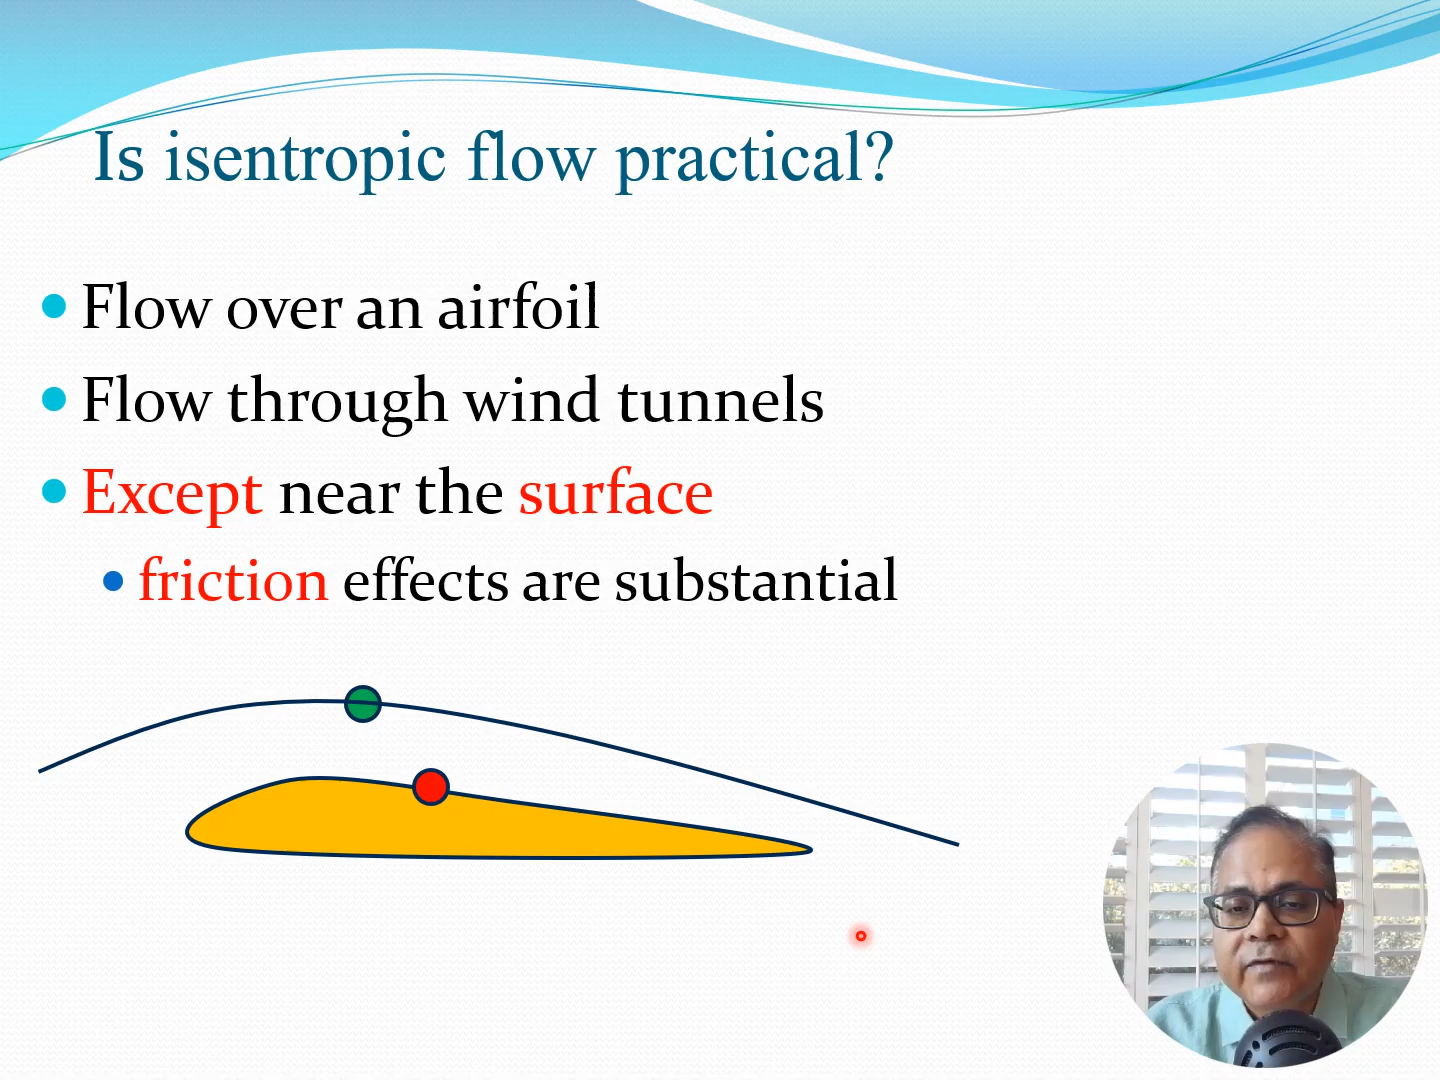 Is isentropic flow practical?
Flow over an airfoil
Flow through wind tunnels
Except near the surface
friction effects are substantial